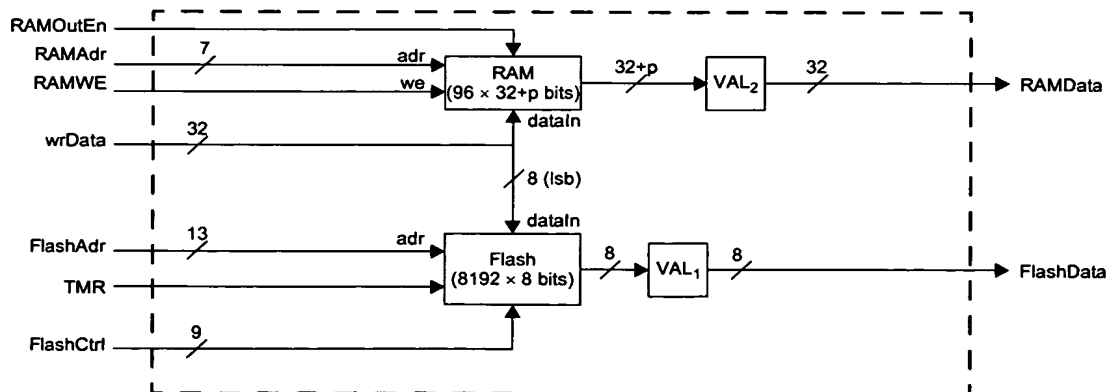 RAMOutEn
RAMAdr
7
adr
RAMWE
we
RAM
(96 × 32+p bits)
32+p
VAL2
32
RAMData
dataIn
wrData
32
8 (lsb)
dataIn
FlashAdr
13
adr
Flash
(8192 × 8 bits)
8
VAL1
8
FlashData
TMR
FlashCtrl
9